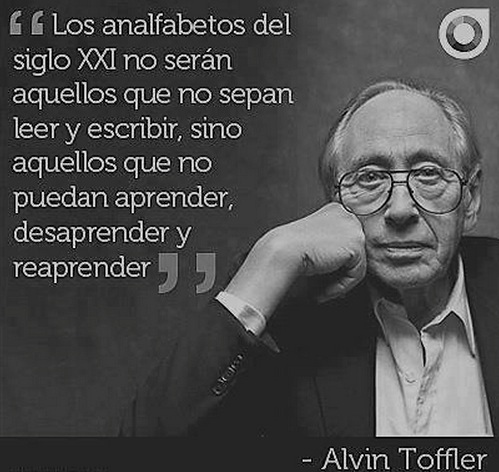 “ Los analfabetos del
siglo XXI no serán
aquellos que no sepan
leer y escribir, sino
aquellos que no
puedan aprender,
desaprender y
reaprender ”
- Alvin Toffler